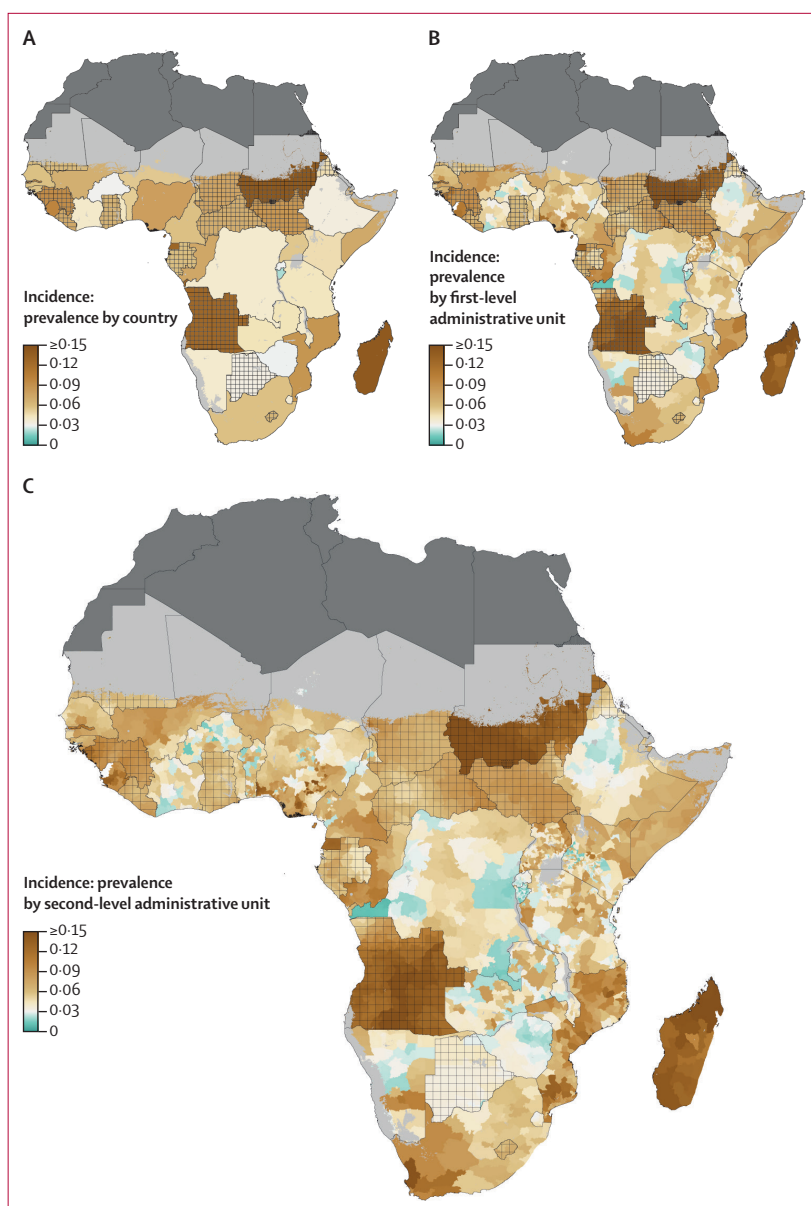 A
B
Incidence:
prevalence by country
≥0·15
0·12
0·09
0·06
0·03
0
Incidence:
prevalence
by first-level
administrative unit
≥0·15
0·12
0·09
0·06
0·03
0
C
Incidence: prevalence
by second-level administrative unit
≥0·15
0·12
0·09
0·06
0·03
0